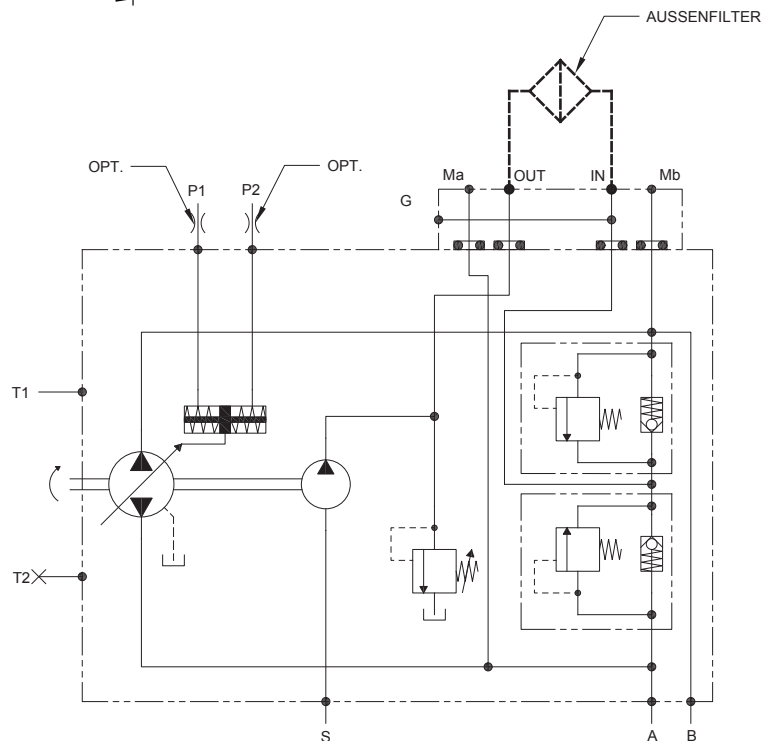 AUSSENFILTER
OPT.
OPT.
P1
P2
Ma
OUT
IN
Mb
G
T1
T2
S
A
B